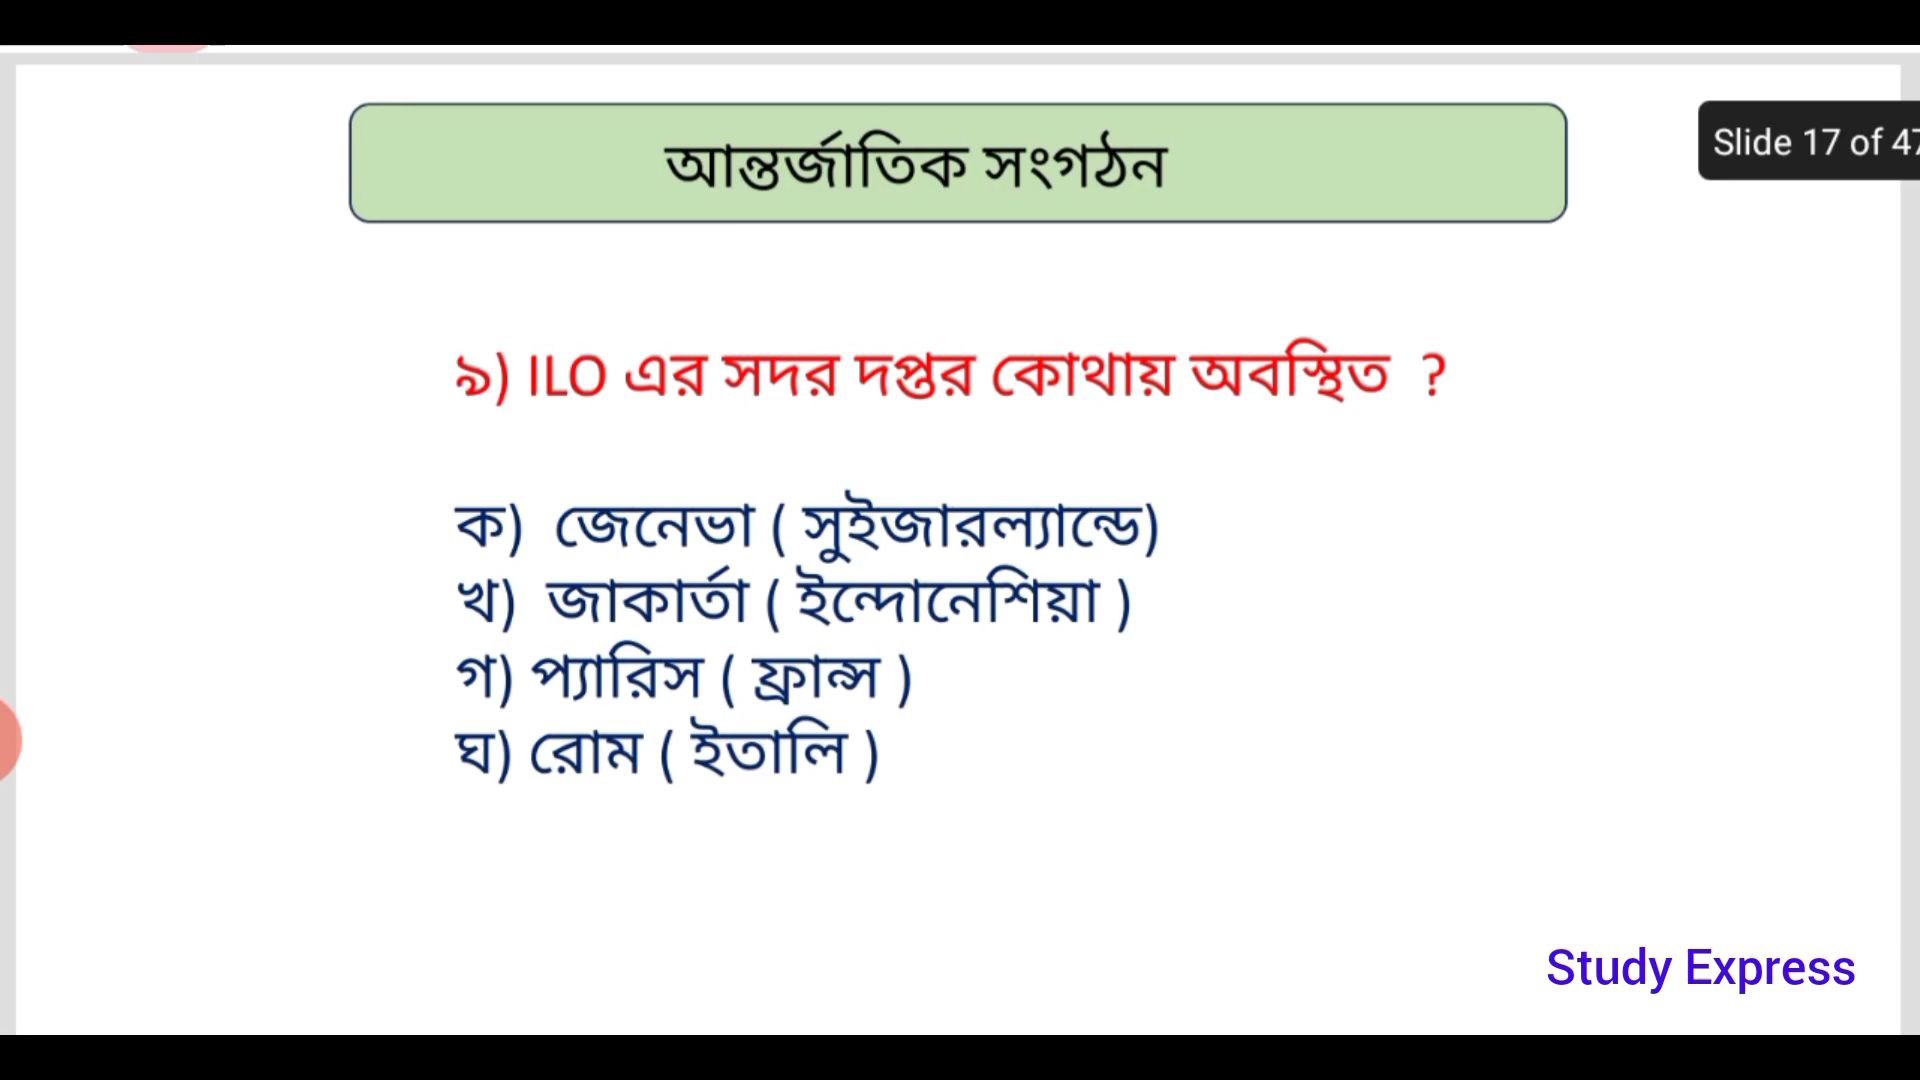 আন্তর্জাতিক সংগঠন
Slide 17 of 47
৯) ILO এর সদর দপ্তর কোথায় অবস্থিত ?
ক) জেনেভা ( সুইজারল্যান্ডে)
খ) জাকার্তা ( ইন্দোনেশিয়া )
গ) প্যারিস ( ফ্রান্স )
ঘ) রোম ( ইতালি )
Study Express